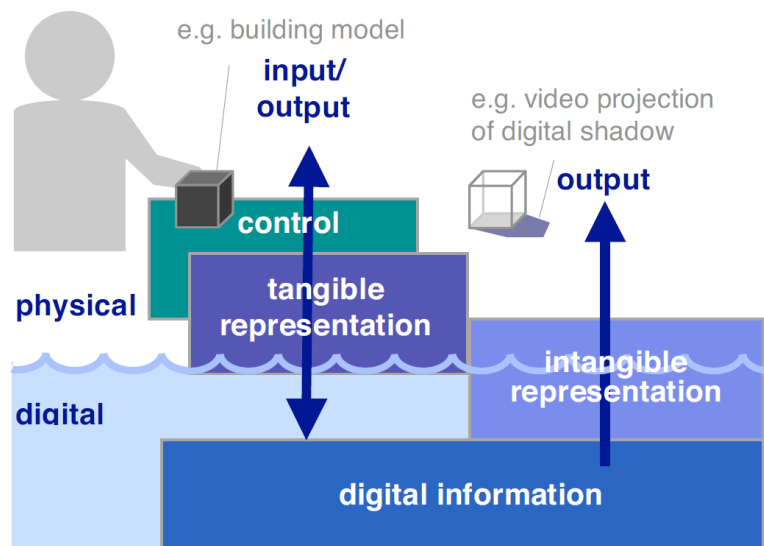 e.g. building model
input/
output
e.g. video projection
of digital shadow
output
control
tangible
representation
physical
intangible
representation
digital
digital information